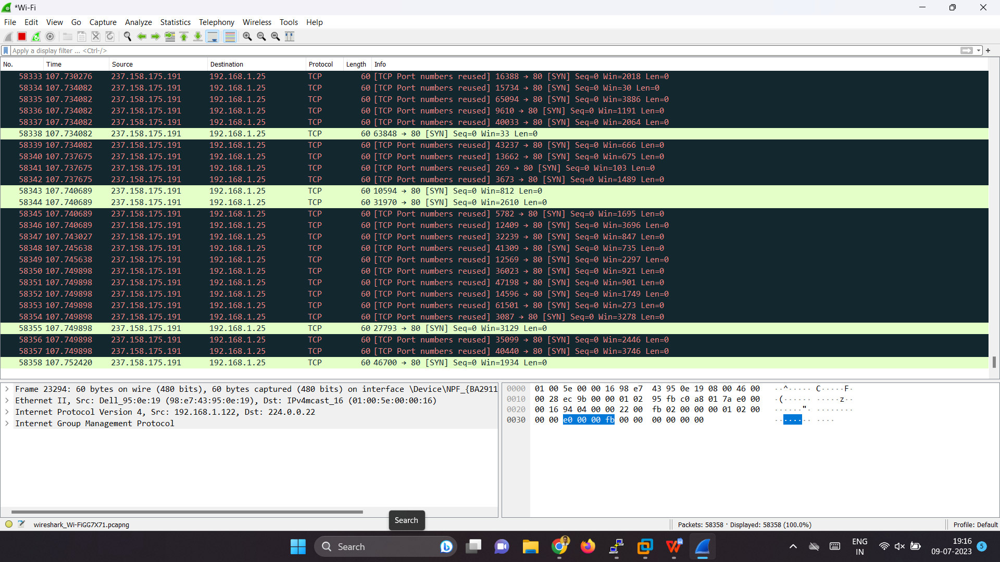 *Wi-Fi
File Edit View Go Capture Analyze Statistics Telephony Wireless Tools Help
Apply a display filter ... <Ctrl-/>
No. Time Source Destination Protocol Length Info
58333 107.730276 237.158.175.191 192.168.1.25 TCP 60 [TCP Port numbers reused] 16388 → 80 [SYN] Seq=0 Win=2018 Len=0
58334 107.734082 237.158.175.191 192.168.1.25 TCP 60 [TCP Port numbers reused] 15734 → 80 [SYN] Seq=0 Win=30 Len=0
58335 107.734082 237.158.175.191 192.168.1.25 TCP 60 [TCP Port numbers reused] 65094 → 80 [SYN] Seq=0 Win=3886 Len=0
58336 107.734082 237.158.175.191 192.168.1.25 TCP 60 [TCP Port numbers reused] 9610 → 80 [SYN] Seq=0 Win=1191 Len=0
58337 107.734082 237.158.175.191 192.168.1.25 TCP 60 [TCP Port numbers reused] 40033 → 80 [SYN] Seq=0 Win=2064 Len=0
58338 107.734082 237.158.175.191 192.168.1.25 TCP 60 63848 → 80 [SYN] Seq=0 Win=33 Len=0
58339 107.734082 237.158.175.191 192.168.1.25 TCP 60 [TCP Port numbers reused] 43237 → 80 [SYN] Seq=0 Win=666 Len=0
58340 107.737675 237.158.175.191 192.168.1.25 TCP 60 [TCP Port numbers reused] 13662 → 80 [SYN] Seq=0 Win=675 Len=0
58341 107.737675 237.158.175.191 192.168.1.25 TCP 60 [TCP Port numbers reused] 269 → 80 [SYN] Seq=0 Win=103 Len=0
58342 107.737675 237.158.175.191 192.168.1.25 TCP 60 [TCP Port numbers reused] 3673 → 80 [SYN] Seq=0 Win=1489 Len=0
58343 107.740689 237.158.175.191 192.168.1.25 TCP 60 10594 → 80 [SYN] Seq=0 Win=812 Len=0
58344 107.740689 237.158.175.191 192.168.1.25 TCP 60 31970 → 80 [SYN] Seq=0 Win=2610 Len=0
58345 107.740689 237.158.175.191 192.168.1.25 TCP 60 [TCP Port numbers reused] 5782 → 80 [SYN] Seq=0 Win=1695 Len=0
58346 107.740689 237.158.175.191 192.168.1.25 TCP 60 [TCP Port numbers reused] 12409 → 80 [SYN] Seq=0 Win=3696 Len=0
58347 107.743027 237.158.175.191 192.168.1.25 TCP 60 [TCP Port numbers reused] 32239 → 80 [SYN] Seq=0 Win=847 Len=0
58348 107.745638 237.158.175.191 192.168.1.25 TCP 60 [TCP Port numbers reused] 41309 → 80 [SYN] Seq=0 Win=735 Len=0
58349 107.745638 237.158.175.191 192.168.1.25 TCP 60 [TCP Port numbers reused] 12569 → 80 [SYN] Seq=0 Win=2297 Len=0
58350 107.749898 237.158.175.191 192.168.1.25 TCP 60 [TCP Port numbers reused] 36023 → 80 [SYN] Seq=0 Win=921 Len=0
58351 107.749898 237.158.175.191 192.168.1.25 TCP 60 [TCP Port numbers reused] 47198 → 80 [SYN] Seq=0 Win=901 Len=0
58352 107.749898 237.158.175.191 192.168.1.25 TCP 60 [TCP Port numbers reused] 14596 → 80 [SYN] Seq=0 Win=1749 Len=0
58353 107.749898 237.158.175.191 192.168.1.25 TCP 60 [TCP Port numbers reused] 61501 → 80 [SYN] Seq=0 Win=273 Len=0
58354 107.749898 237.158.175.191 192.168.1.25 TCP 60 [TCP Port numbers reused] 3087 → 80 [SYN] Seq=0 Win=3278 Len=0
58355 107.749898 237.158.175.191 192.168.1.25 TCP 60 27793 → 80 [SYN] Seq=0 Win=3129 Len=0
58356 107.749898 237.158.175.191 192.168.1.25 TCP 60 [TCP Port numbers reused] 35099 → 80 [SYN] Seq=0 Win=2446 Len=0
58357 107.749898 237.158.175.191 192.168.1.25 TCP 60 [TCP Port numbers reused] 40440 → 80 [SYN] Seq=0 Win=3746 Len=0
58358 107.752420 237.158.175.191 192.168.1.25 TCP 60 46700 → 80 [SYN] Seq=0 Win=1934 Len=0
Frame 23294: 60 bytes on wire (480 bits), 60 bytes captured (480 bits) on interface \Device\NPF_{BA2911
Ethernet II, Src: Dell_95:0e:19 (98:e7:43:95:0e:19), Dst: IPv4mcast_16 (01:00:5e:00:00:16)
Internet Protocol Version 4, Src: 192.168.1.122, Dst: 224.0.0.22
Internet Group Management Protocol
0000 01 00 5e 00 00 16 98 e7 43 95 0e 19 08 00 46 00 ··^····· C·····F·
0010 00 28 ec 9b 00 00 01 02 95 fb c0 a8 01 7a e0 00 ·(······ ·····z··
0020 00 16 94 04 00 00 22 00 fb 02 00 00 00 01 02 00 ······"· ········
0030 00 00 e0 00 00 fb 00 00 00 00 00 00 ········ ····
Search
wireshark_Wi-FiGG7X71.pcapng
Packets: 58358 · Displayed: 58358 (100.0%)
Profile: Default
Search
ENG
IN
19:16
09-07-2023
5